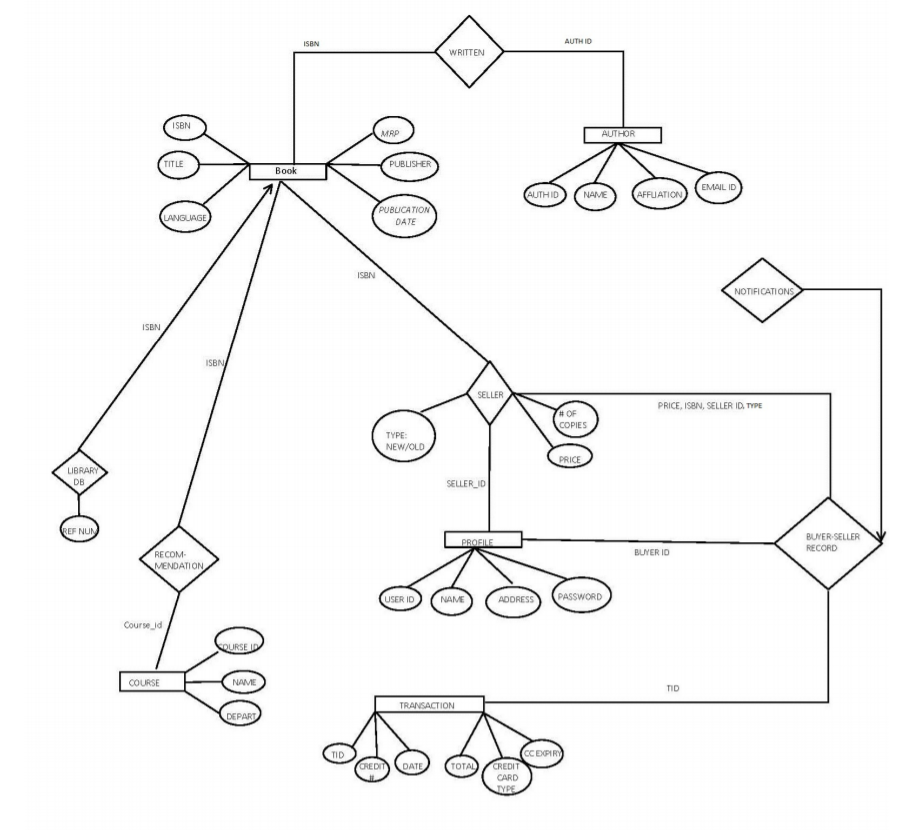 ISBN
WRITTEN
AUTH ID
ISBN
MRP
AUTHOR
TITLE
Book
PUBLISHER
AUTH ID
NAME
AFFLIATION
EMAIL ID
LANGUAGE
PUBLICATION
DATE
ISBN
NOTIFICATIONS
ISBN
ISBN
SELLER
PRICE, ISBN, SELLER ID, TYPE
# OF
COPIES
TYPE:
NEW/OLD
PRICE
LIBRARY
DB
SELLER_ID
REF NUM
PROFILE
BUYER ID
BUYER-SELLER
RECORD
RECOM-
MENDATION
USER ID
NAME
ADDRESS
PASSWORD
Course_id
COURSE ID
COURSE
NAME
DEPART
TID
TRANSACTION
TID
CREDIT
#
DATE
TOTAL
CREDIT
CARD
TYPE
CC EXPIRY